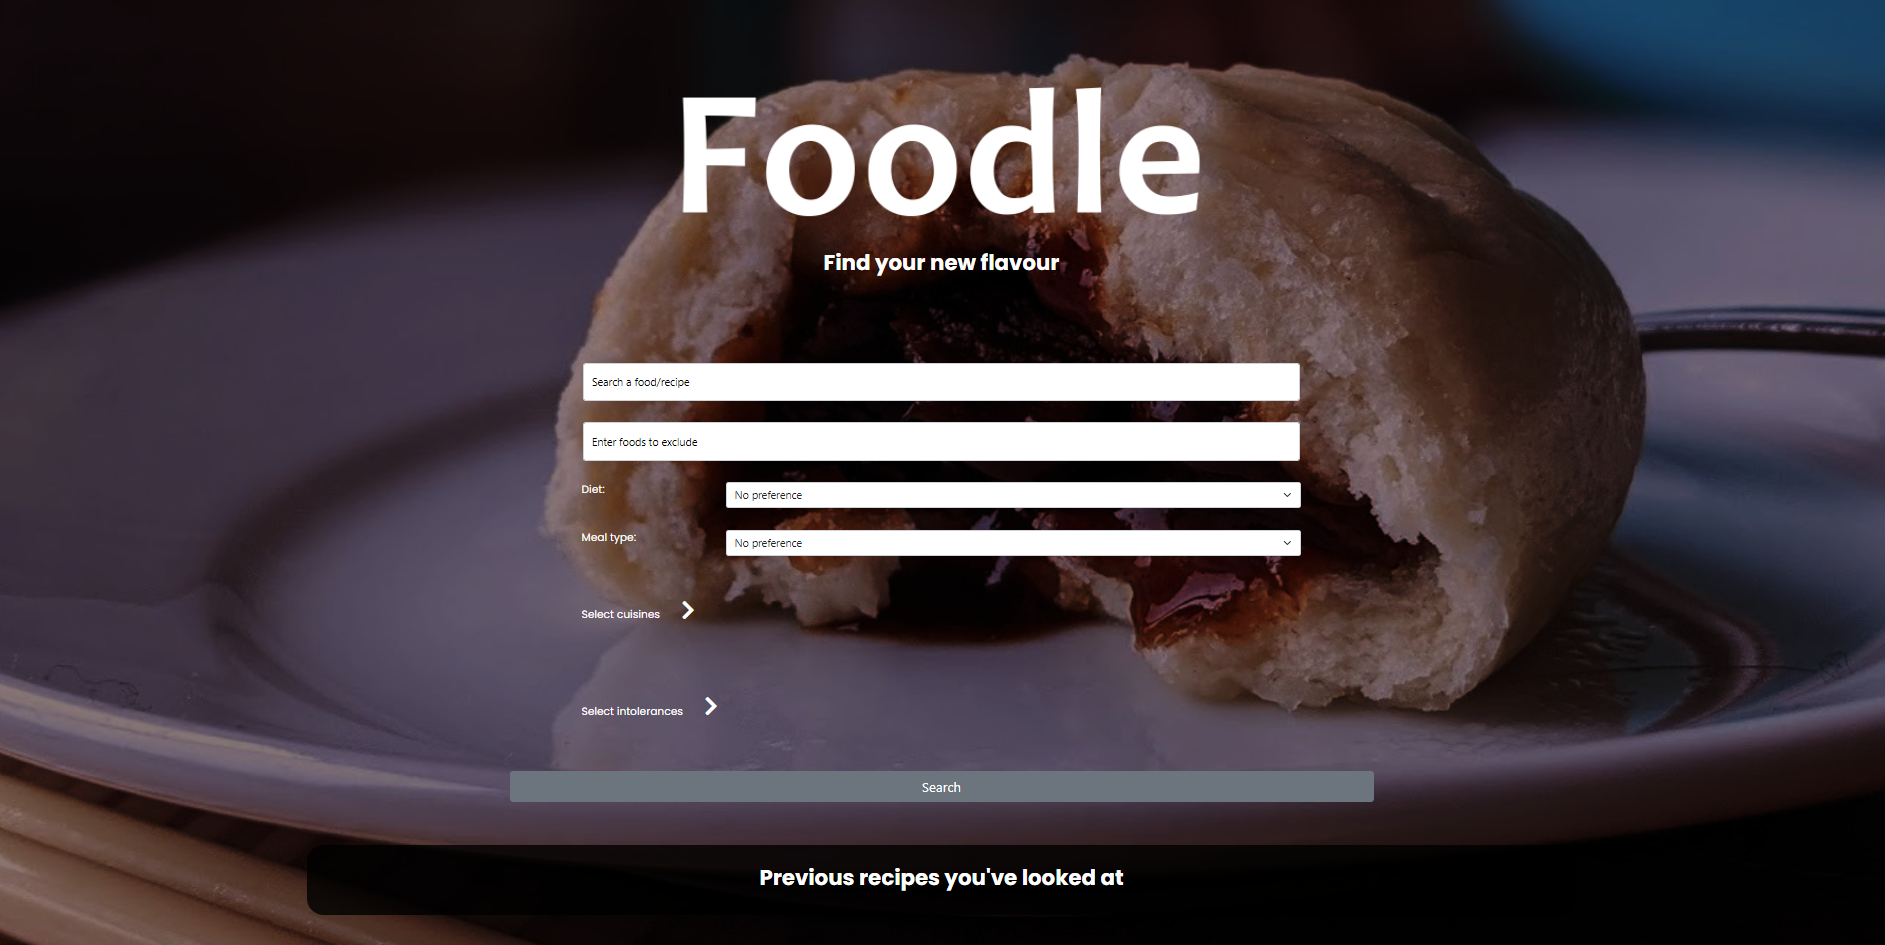 Foodle
Find your new flavour
Search a food/recipe
Enter foods to exclude
Diet:
No preference
Meal type:
No preference
Select cuisines
Select intolerances
Search
Previous recipes you've looked at